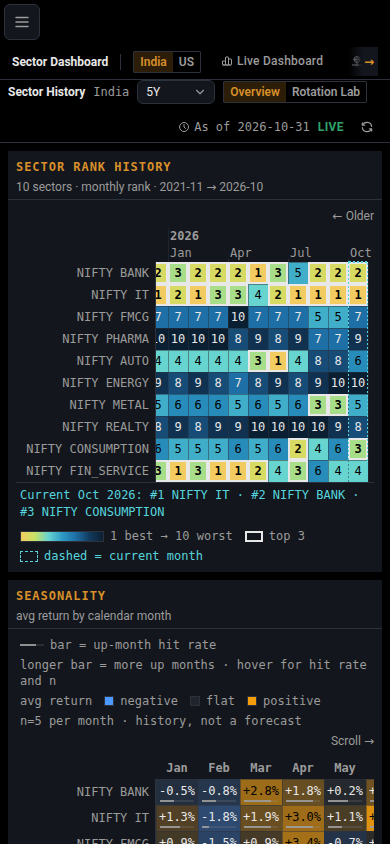 Sector Dashboard India US Live Dashboard →
Sector History India 5Y Overview Rotation Lab
As of 2026-10-31 LIVE
SECTOR RANK HISTORY
10 sectors · monthly rank · 2021-11 → 2026-10
← Older
2026
Jan Apr Jul Oct
NIFTY BANK 2 3 2 2 2 1 3 5 2 2 2
NIFTY IT 1 2 1 3 3 4 2 1 1 1 1
NIFTY FMCG 7 7 7 7 10 7 7 7 5 5 7
NIFTY PHARMA 10 10 10 10 8 9 8 9 7 7 9
NIFTY AUTO 4 4 4 4 4 3 1 4 8 8 6
NIFTY ENERGY 9 8 9 8 7 8 9 8 9 10 10
NIFTY METAL 5 6 6 6 5 6 5 6 3 3 5
NIFTY REALTY 8 9 8 9 9 10 10 10 10 9 8
NIFTY CONSUMPTION 6 5 5 5 6 5 6 2 4 6 3
NIFTY FIN_SERVICE 3 1 3 1 1 2 4 3 6 4 4
Current Oct 2026: #1 NIFTY IT · #2 NIFTY BANK ·
#3 NIFTY CONSUMPTION
1 best → 10 worst top 3
dashed = current month
SEASONALITY
avg return by calendar month
bar = up-month hit rate
longer bar = more up months · hover for hit rate
and n
avg return negative flat positive
n=5 per month · history, not a forecast
Scroll →
Jan Feb Mar Apr May
NIFTY BANK -0.5% -0.8% +2.8% +1.8% +0.2%
NIFTY IT +1.3% -1.8% +1.9% +3.0% +1.1%
NIFTY FMCG +0.9% -1.5% +0.9% +3.4% -0.7%